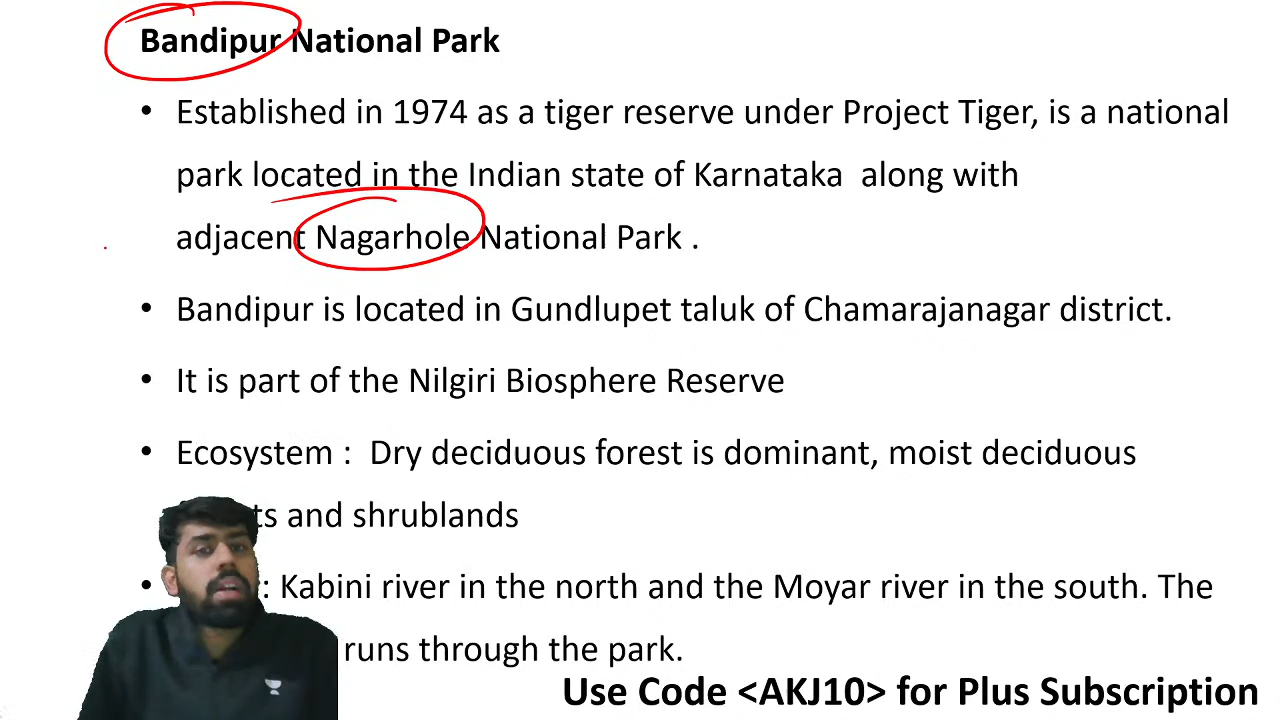 Bandipur National Park
• Established in 1974 as a tiger reserve under Project Tiger, is a national
park located in the Indian state of Karnataka along with
adjacent Nagarhole National Park .
• Bandipur is located in Gundlupet taluk of Chamarajanagar district.
• It is part of the Nilgiri Biosphere Reserve
• Ecosystem : Dry deciduous forest is dominant, moist deciduous
and shrublands
• : Kabini river in the north and the Moyar river in the south. The
runs through the park.
Use Code <AKJ10> for Plus Subscription